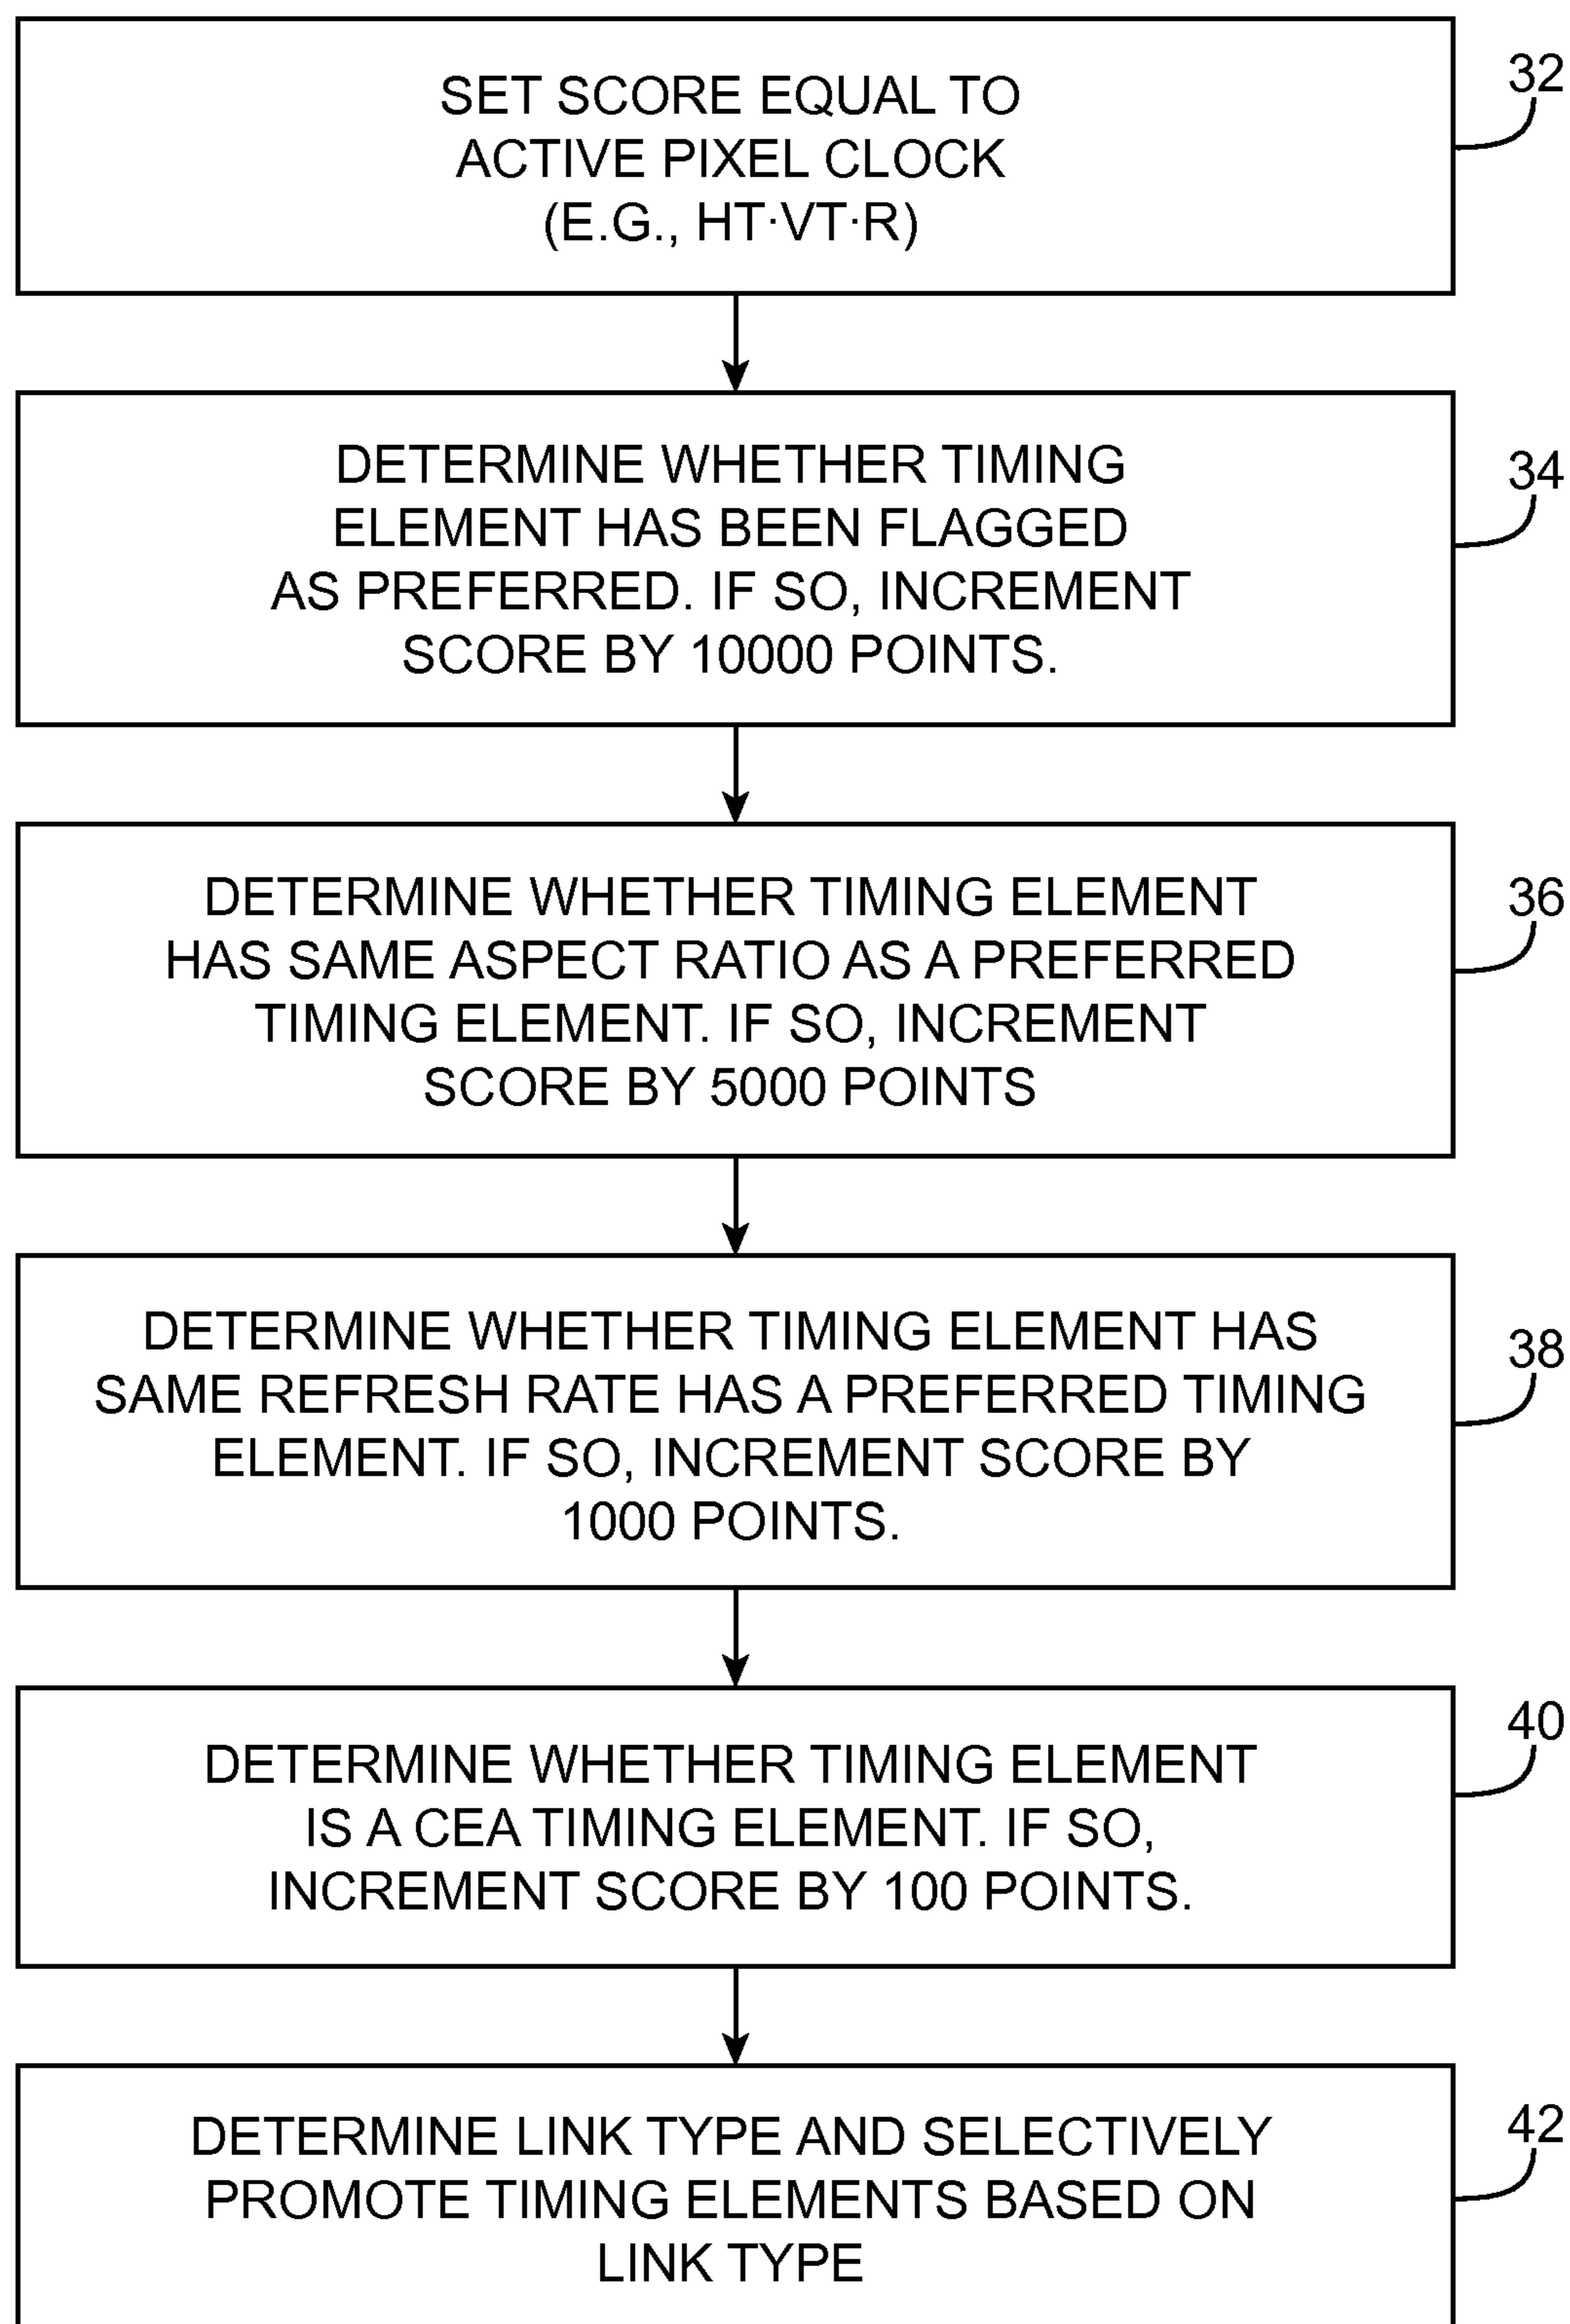 SET SCORE EQUAL TO
ACTIVE PIXEL CLOCK
(E.G., HT·VT·R)
32
DETERMINE WHETHER TIMING
ELEMENT HAS BEEN FLAGGED
AS PREFERRED. IF SO, INCREMENT
SCORE BY 10000 POINTS.
34
DETERMINE WHETHER TIMING ELEMENT
HAS SAME ASPECT RATIO AS A PREFERRED
TIMING ELEMENT. IF SO, INCREMENT
SCORE BY 5000 POINTS
36
DETERMINE WHETHER TIMING ELEMENT HAS
SAME REFRESH RATE HAS A PREFERRED TIMING
ELEMENT. IF SO, INCREMENT SCORE BY
1000 POINTS.
38
DETERMINE WHETHER TIMING ELEMENT
IS A CEA TIMING ELEMENT. IF SO,
INCREMENT SCORE BY 100 POINTS.
40
DETERMINE LINK TYPE AND SELECTIVELY
PROMOTE TIMING ELEMENTS BASED ON
LINK TYPE
42